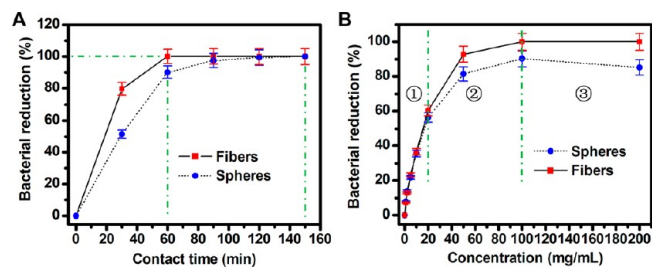 A
Bacterial reduction (%)
120
100
80
60
40
20
0
Fibers
Spheres
0 20 40 60 80 100 120 140 160
Contact time (min)
B
Bacterial reduction (%)
100
80
60
40
20
0
① ② ③
Spheres
Fibers
0 20 40 60 80 100 120 140 160 180 200
Concentration (mg/mL)